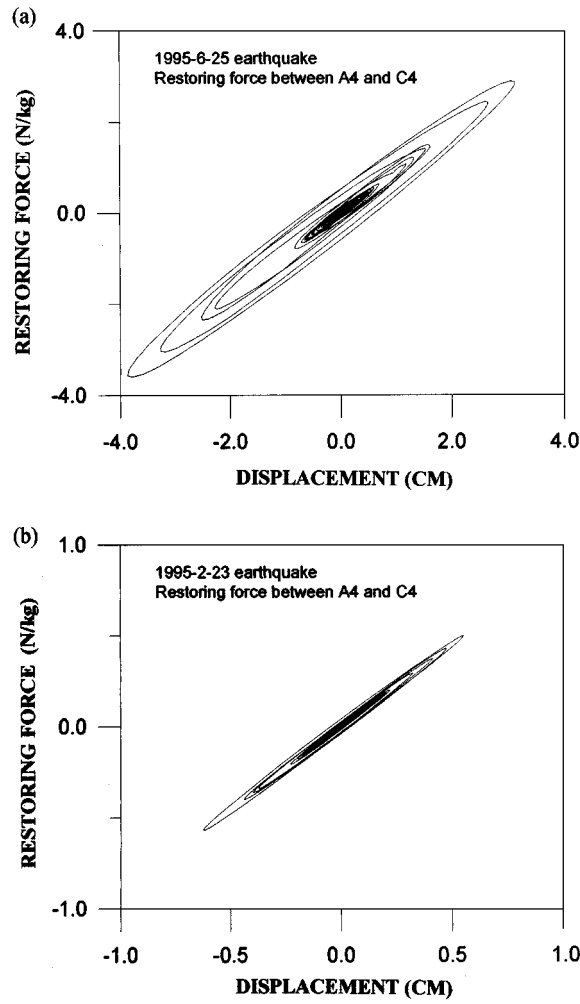 (a)
4.0
1995-6-25 earthquake
Restoring force between A4 and C4
RESTORING FORCE (N/kg)
0.0
-4.0
-4.0 -2.0 0.0 2.0 4.0
DISPLACEMENT (CM)
(b)
1.0
1995-2-23 earthquake
Restoring force between A4 and C4
RESTORING FORCE (N/kg)
0.0
-1.0
-1.0 -0.5 0.0 0.5 1.0
DISPLACEMENT (CM)